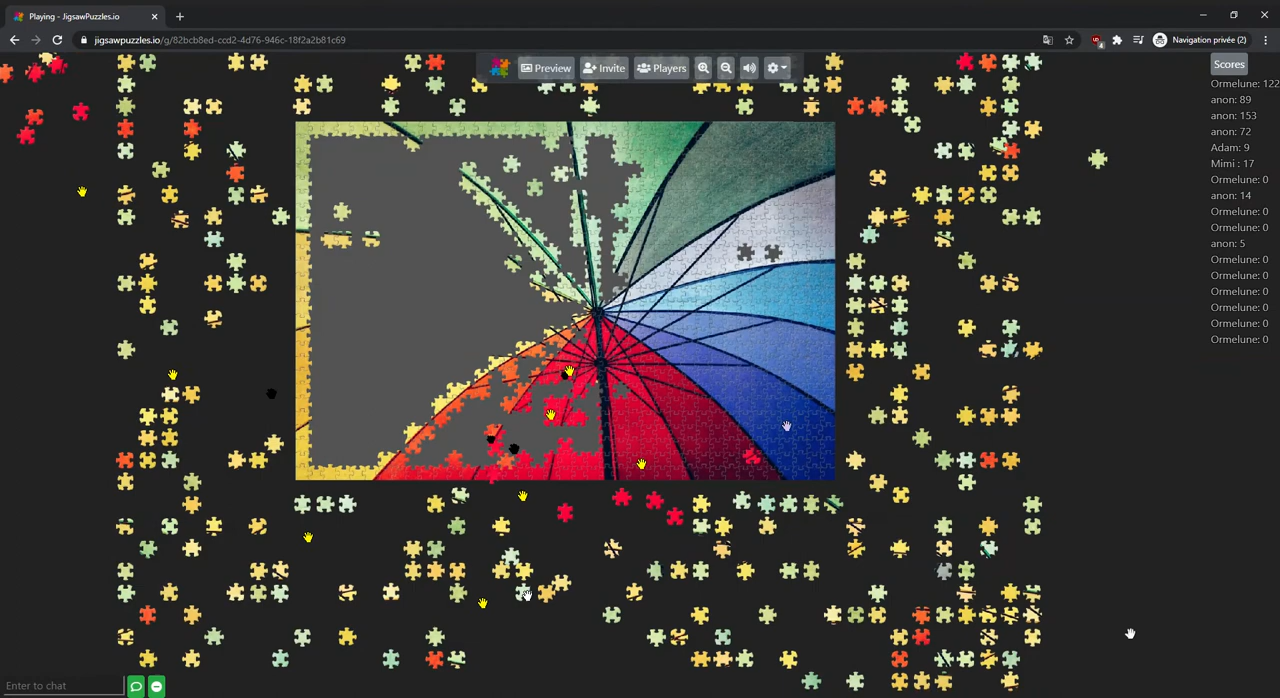 Playing - JigsawPuzzles.io
jigsawpuzzles.io/g/82bcb8ed-ccd2-4d76-946c-18f2a2b81c69
4
Navigation privée (2)
Preview
Invite
Players
Scores
Ormelune: 122
anon: 89
anon: 153
anon: 72
Adam: 9
Mimi : 17
Ormelune: 0
anon: 14
Ormelune: 0
Ormelune: 0
anon: 5
Ormelune: 0
Ormelune: 0
Ormelune: 0
Ormelune: 0
Ormelune: 0
Ormelune: 0
Enter to chat